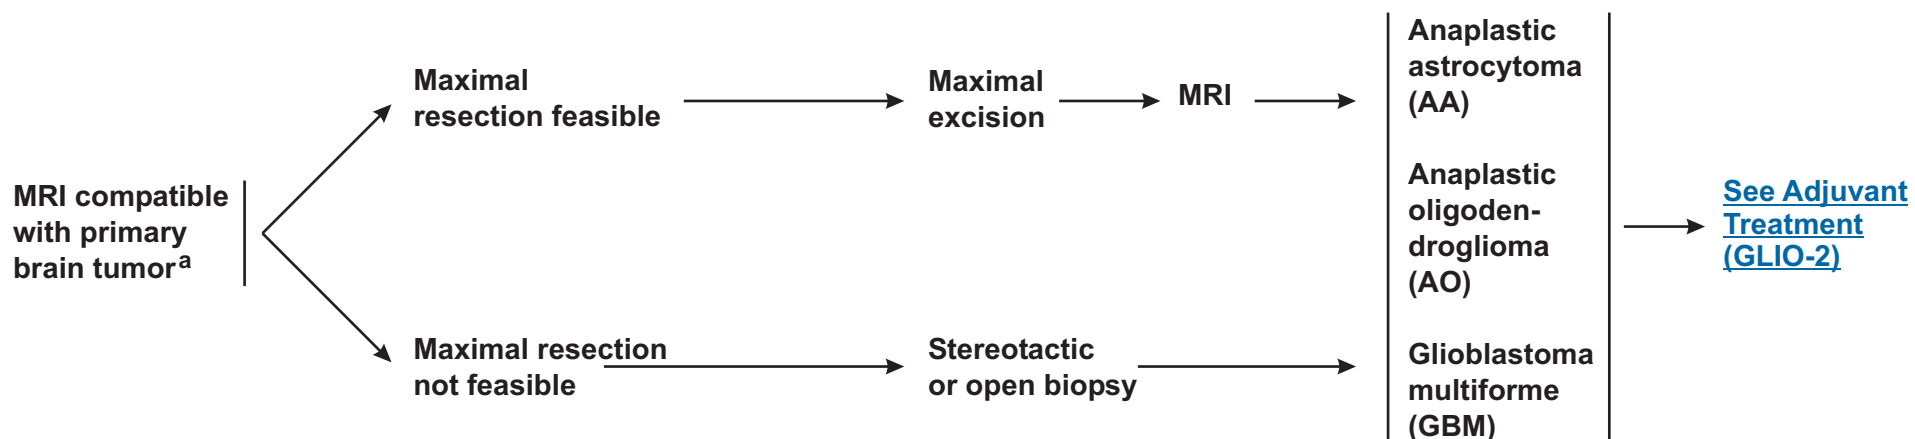 MRI compatible
with primary
brain tumorᵃ
Maximal
resection feasible
Maximal
excision
MRI
Maximal resection
not feasible
Stereotactic
or open biopsy
Anaplastic
astrocytoma
(AA)
Anaplastic
oligoden-
droglioma
(AO)
Glioblastoma
multiforme
(GBM)
See Adjuvant
Treatment
(GLIO-2)